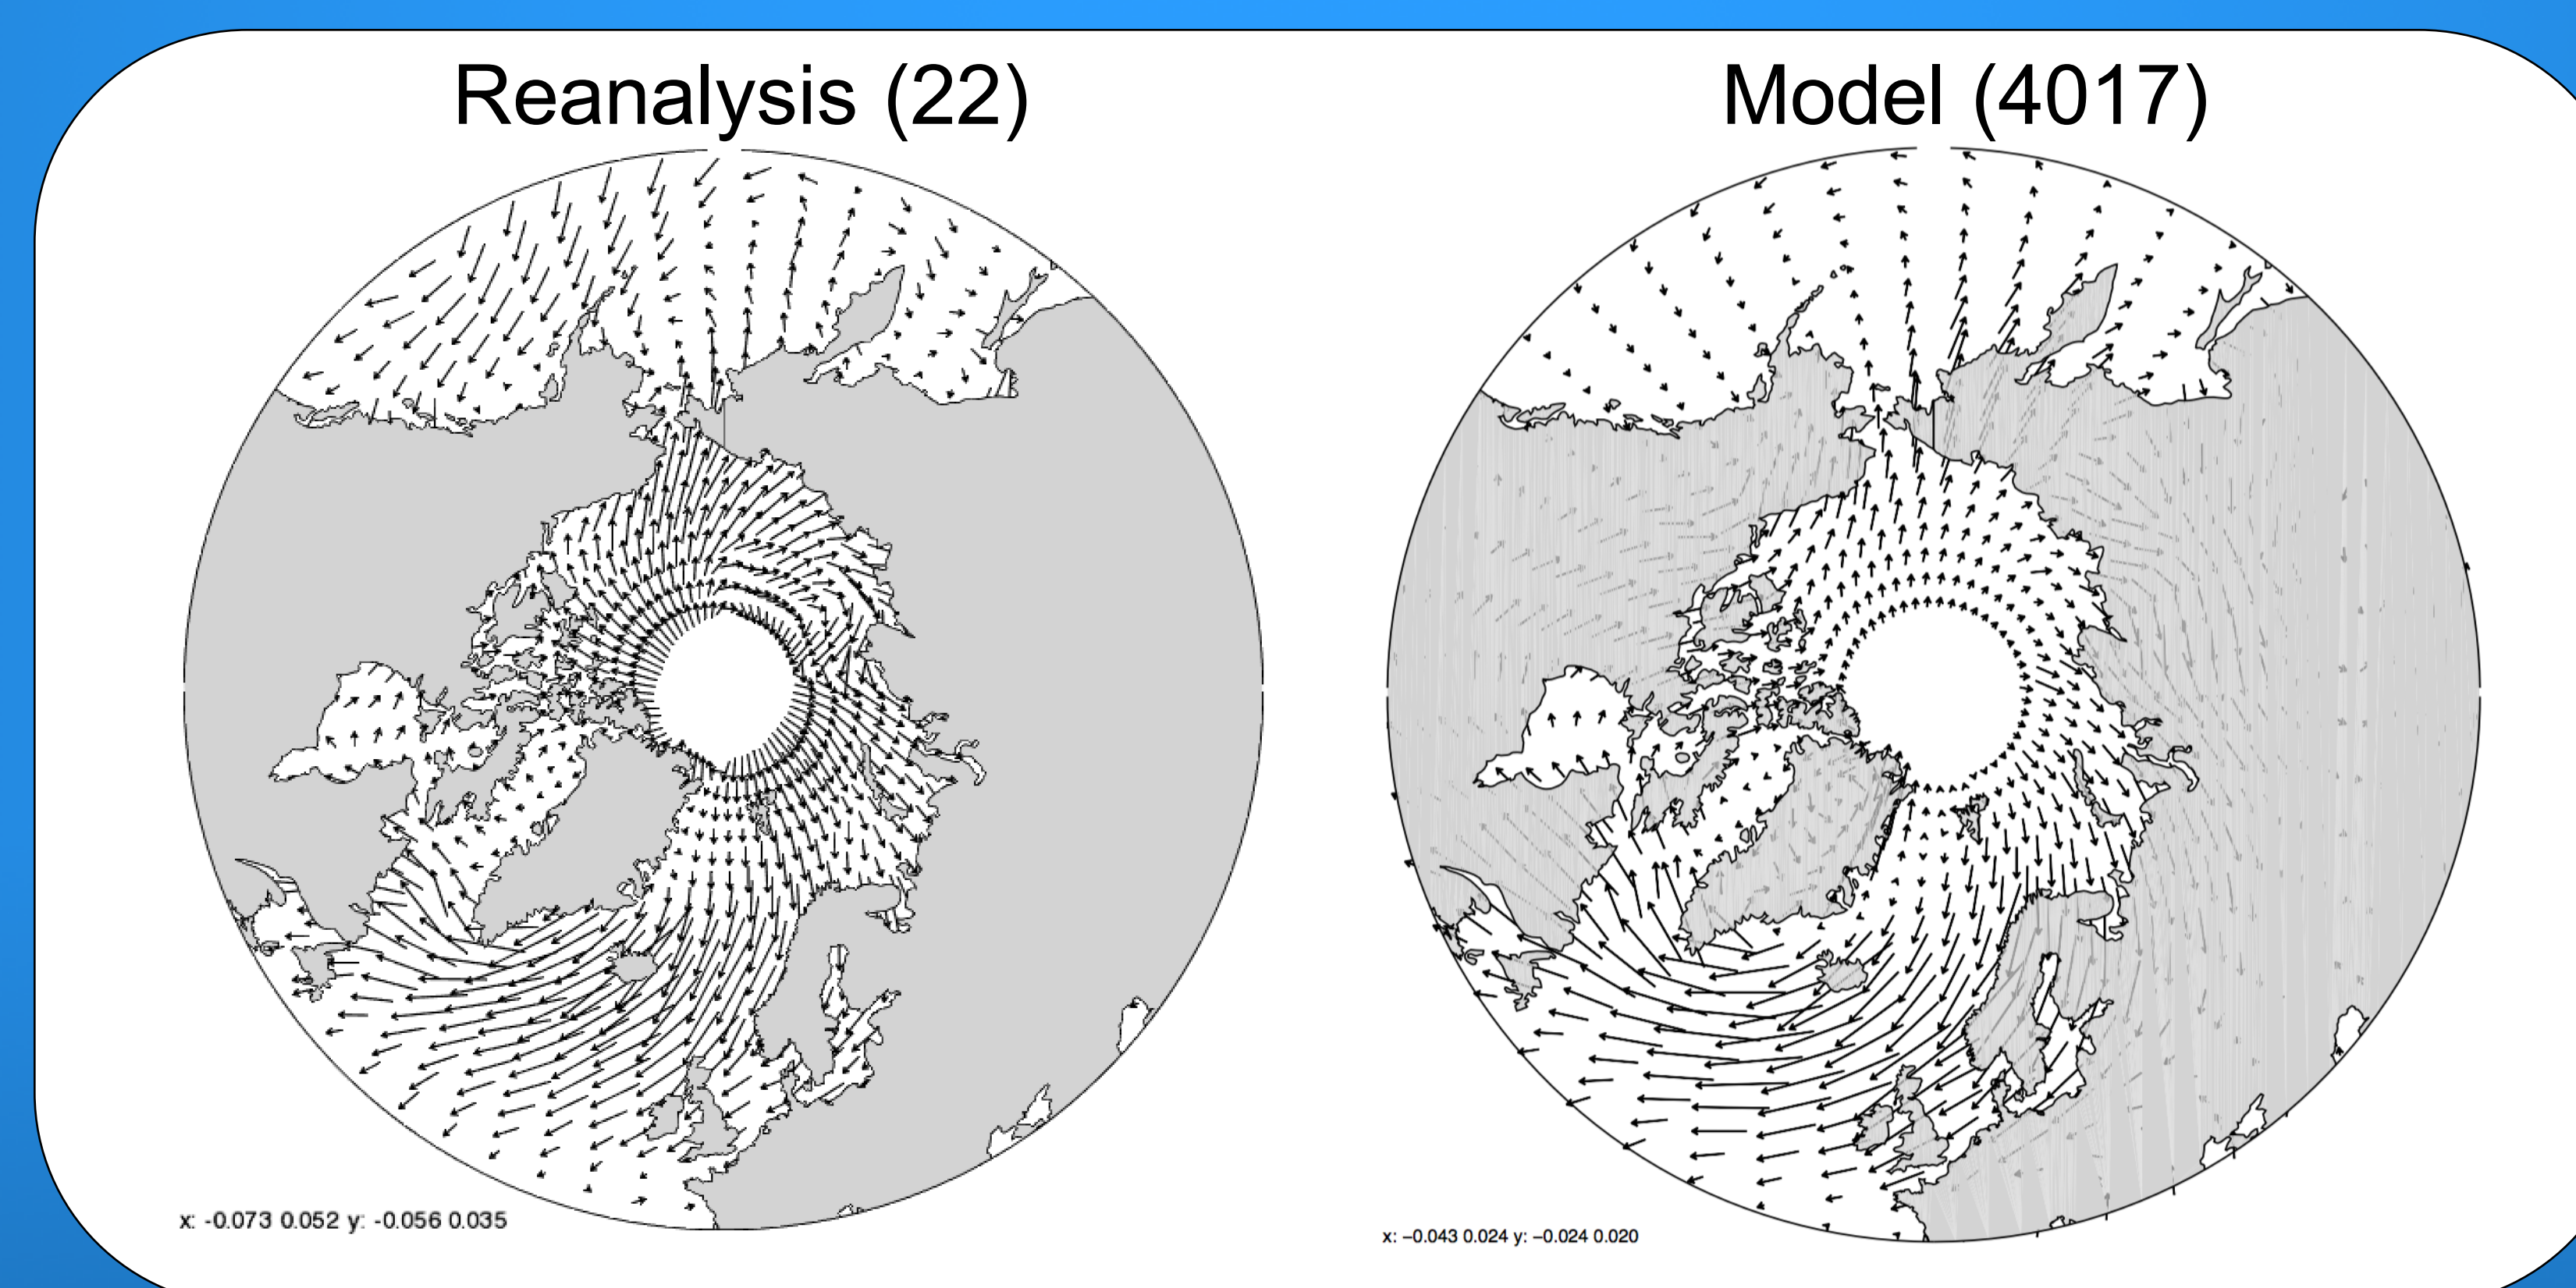 Reanalysis (22)
Model (4017)
x: -0.073 0.052 y: -0.056 0.035
x: −0.043 0.024 y: −0.024 0.020